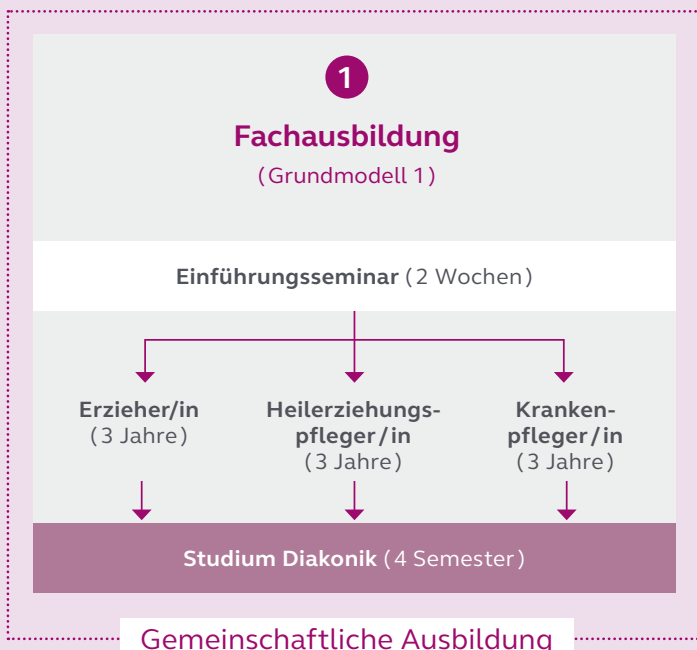 1
Fachausbildung
(Grundmodell 1)
Einführungsseminar (2 Wochen)
Erzieher/in
(3 Jahre)
Heilerziehungs-
pfleger/in
(3 Jahre)
Kranken-
pfleger/in
(3 Jahre)
Studium Diakonik (4 Semester)
Gemeinschaftliche Ausbildung